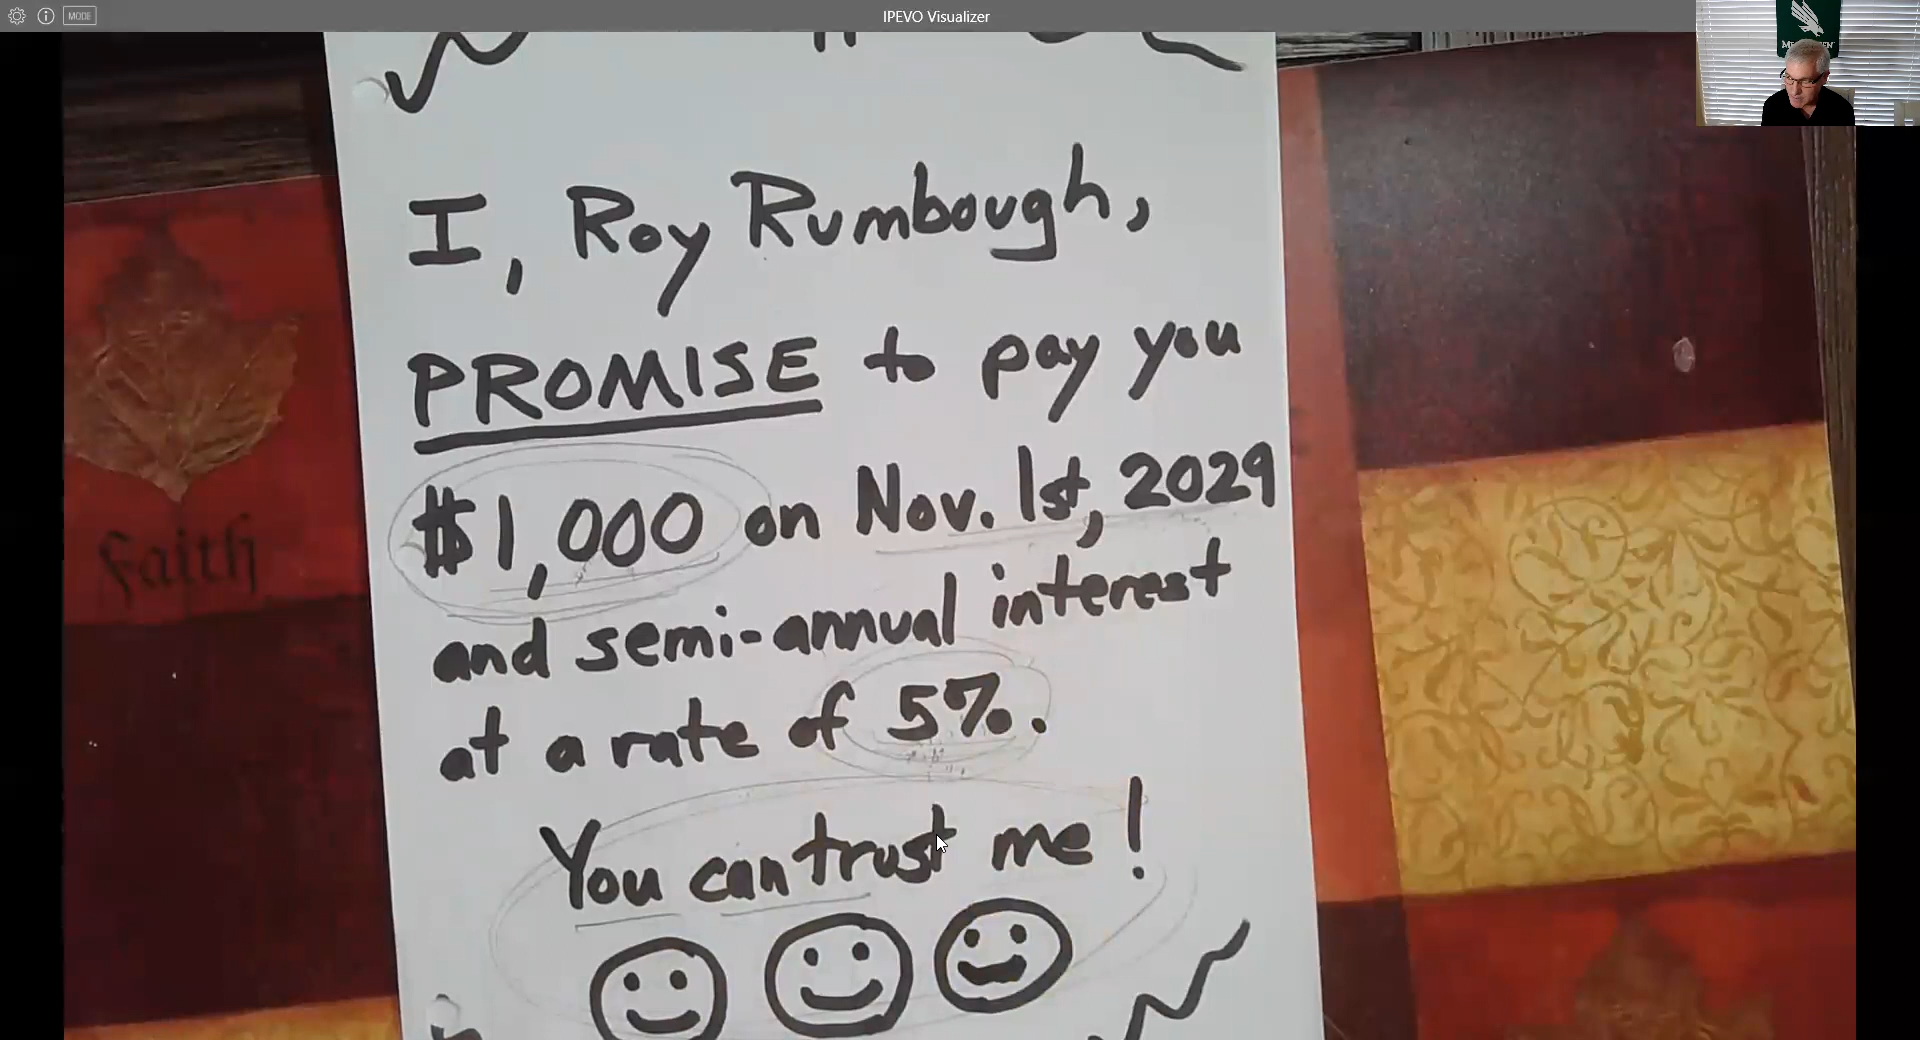 MODE
IPEVO Visualizer
I, Roy Rumbough,
PROMISE to pay you
$1,000 on Nov. 1st, 2029
and semi-annual interest
at a rate of 5%.
You can trust me!
Faith